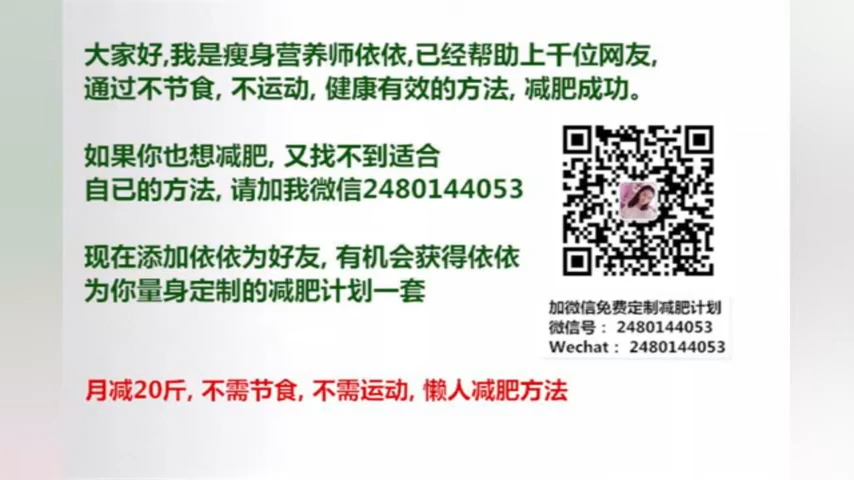 大家好,我是瘦身营养师依依,已经帮助上千位网友,
通过不节食, 不运动, 健康有效的方法, 减肥成功。
如果你也想减肥, 又找不到适合
自己的方法, 请加我微信2480144053
现在添加依依为好友, 有机会获得依依
为你量身定制的减肥计划一套
加微信免费定制减肥计划
微信号： 2480144053
Wechat： 2480144053
月减20斤, 不需节食, 不需运动, 懒人减肥方法